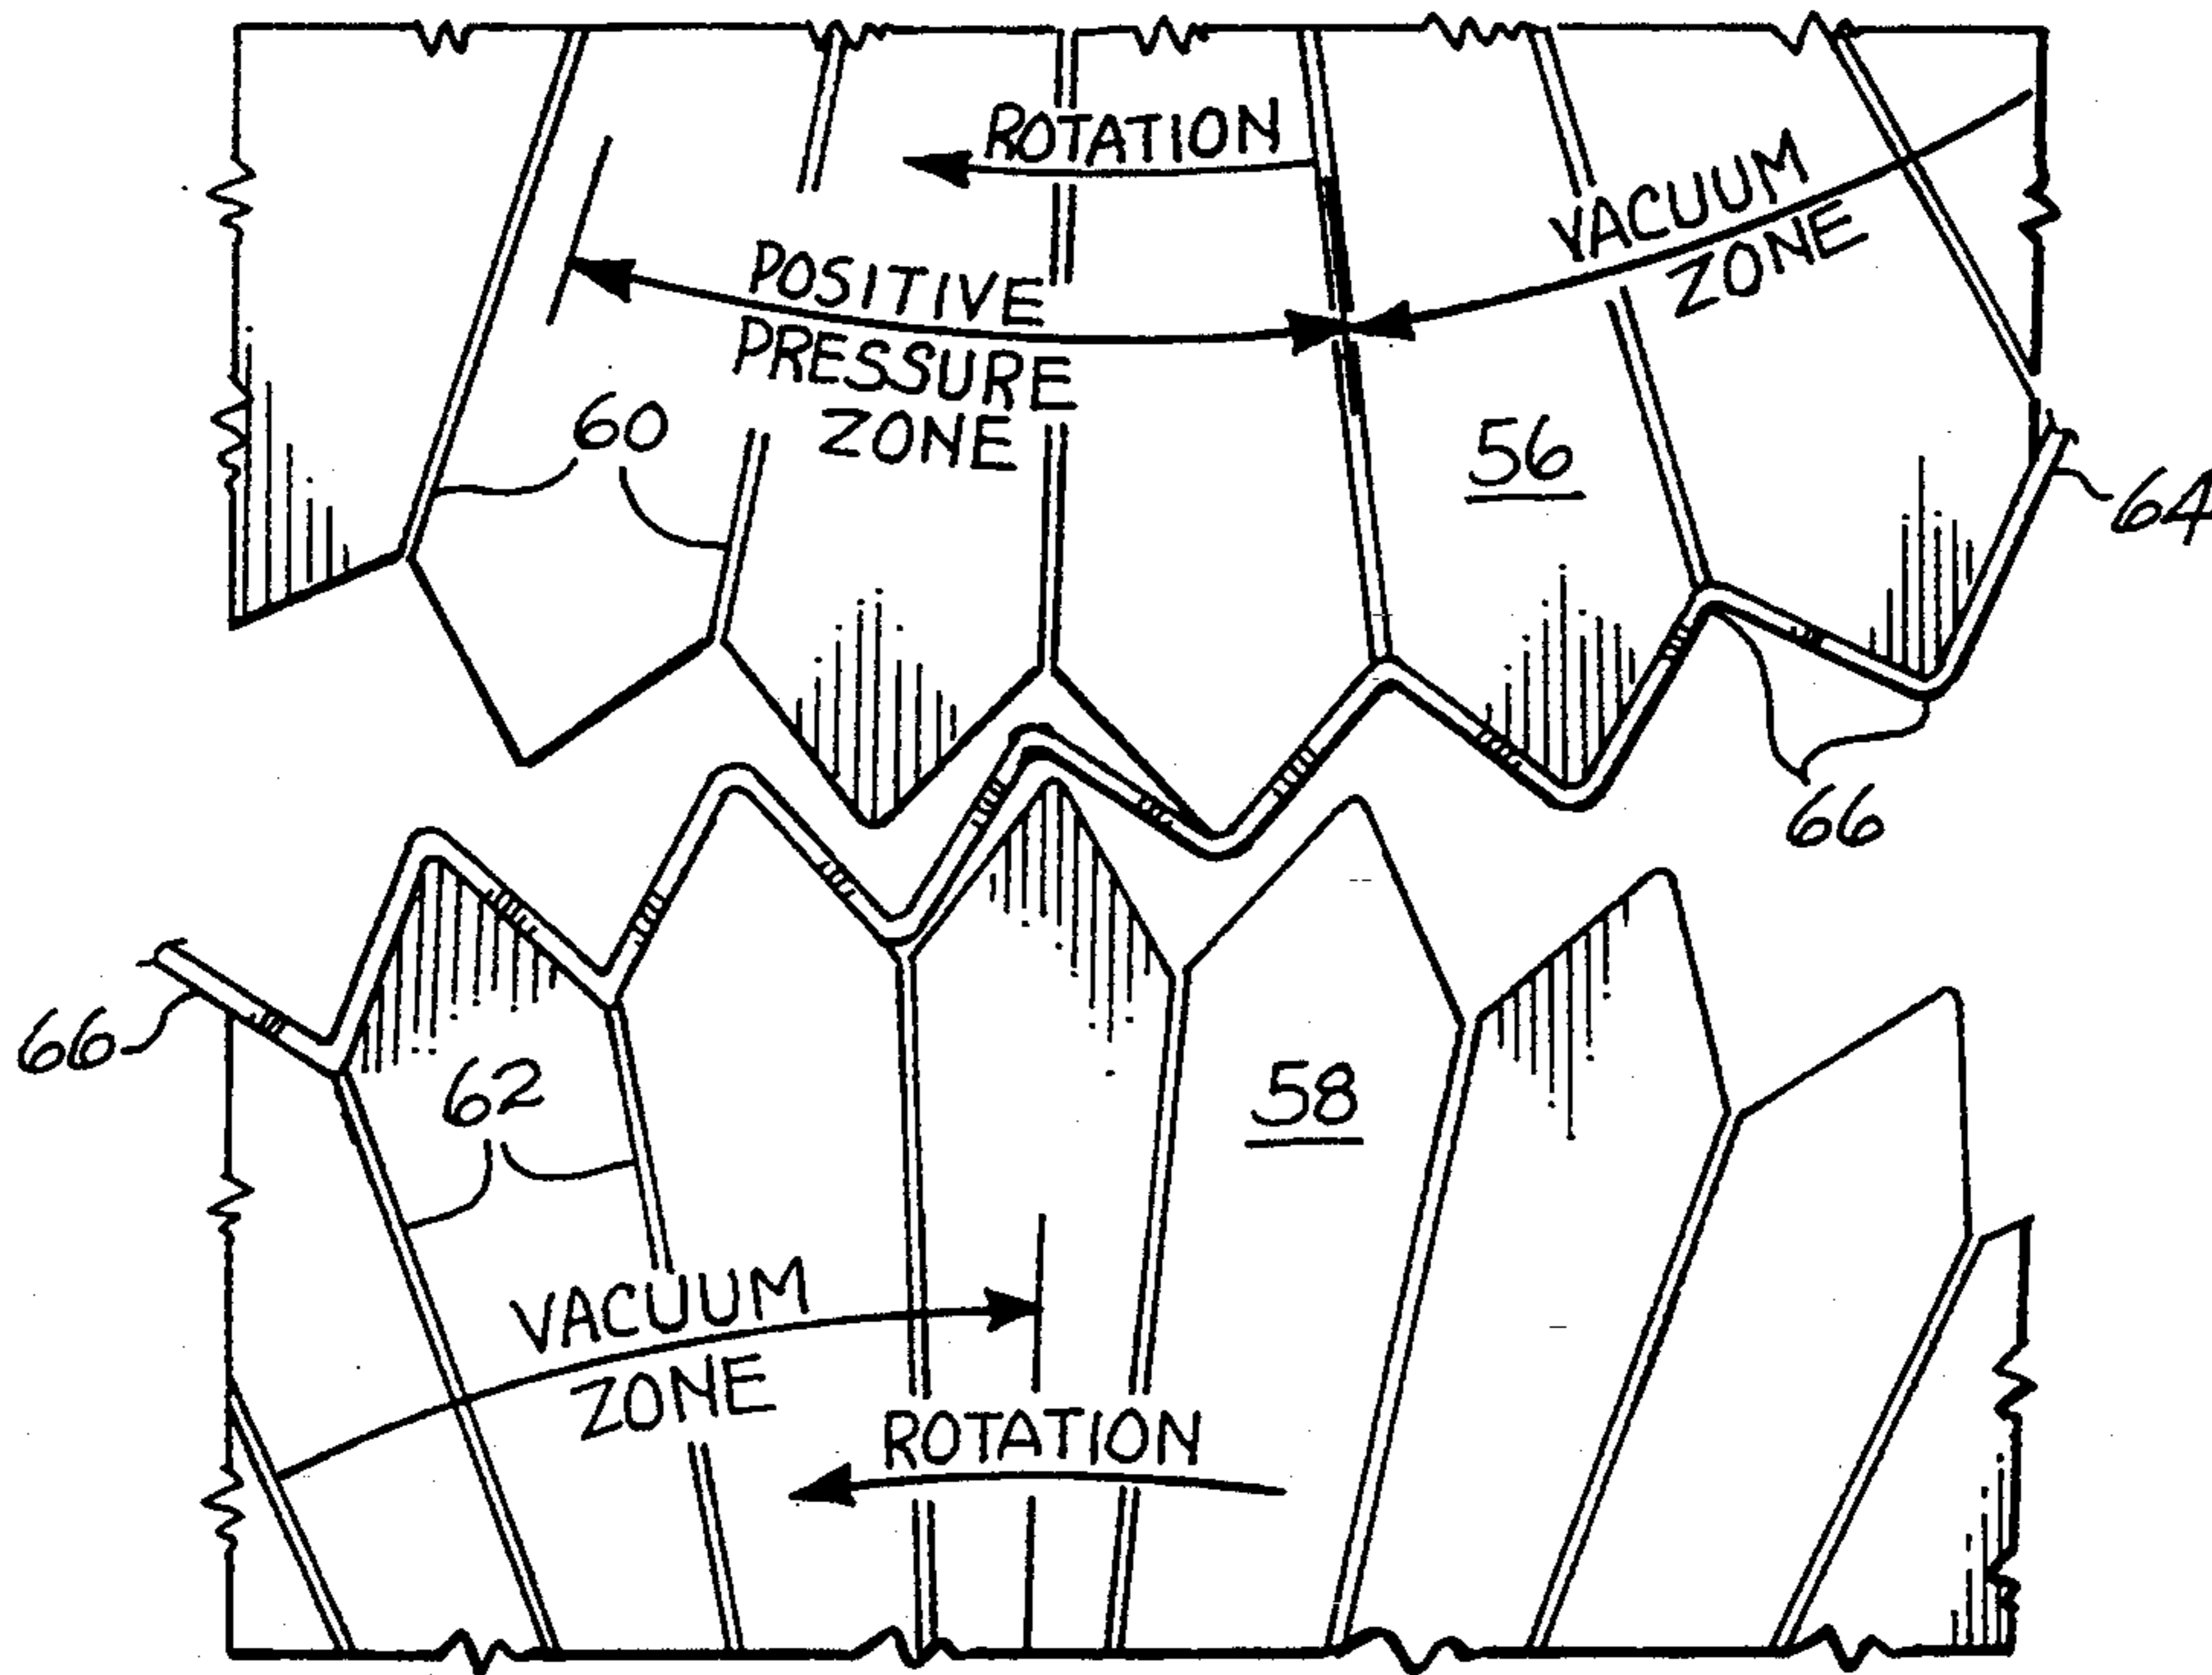 ROTATION
VACUUM
ZONE
POSITIVE
PRESSURE
ZONE
60
56
64
66
66
62
58
VACUUM
ZONE
ROTATION